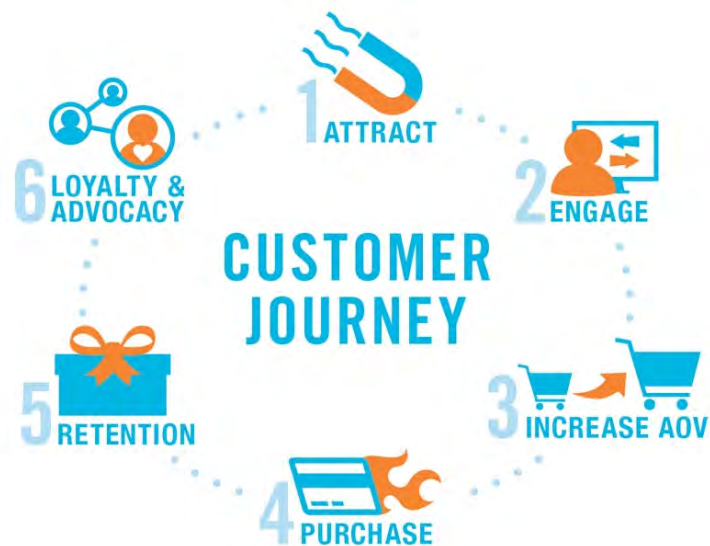 1 ATTRACT
2 ENGAGE
3 INCREASE AOV
4 PURCHASE
5 RETENTION
6 LOYALTY &
ADVOCACY
CUSTOMER
JOURNEY